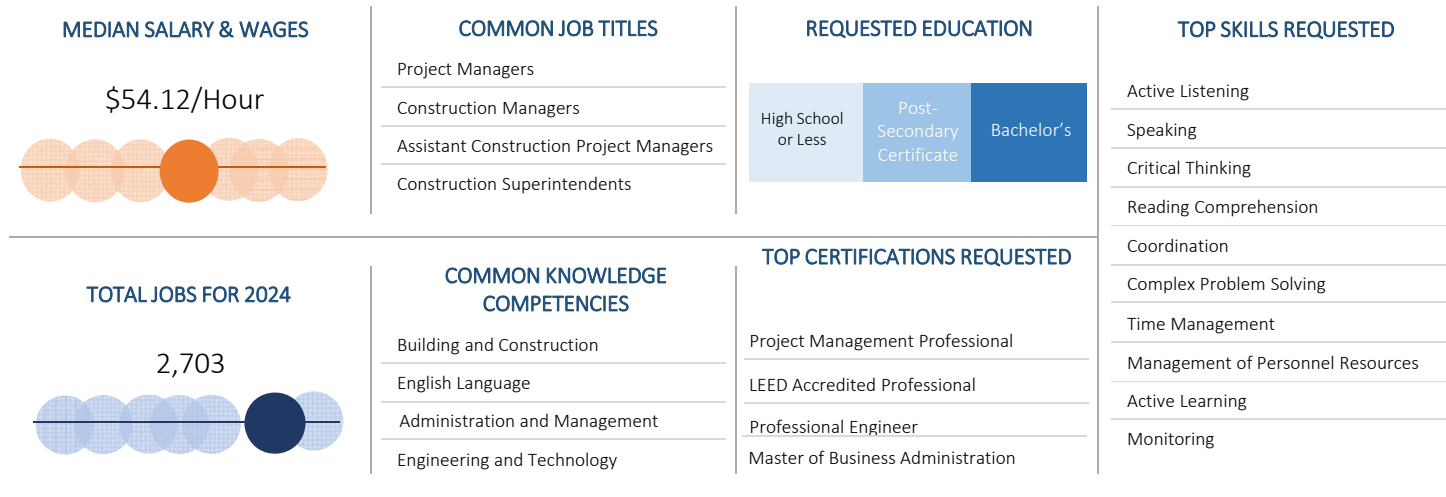 MEDIAN SALARY & WAGES
$54.12/Hour
COMMON JOB TITLES
Project Managers
Construction Managers
Assistant Construction Project Managers
Construction Superintendents
REQUESTED EDUCATION
High School
or Less
Post-
Secondary
Certificate
Bachelor's
TOP SKILLS REQUESTED
Active Listening
Speaking
Critical Thinking
Reading Comprehension
Coordination
Complex Problem Solving
Time Management
Management of Personnel Resources
Active Learning
Monitoring
TOTAL JOBS FOR 2024
2,703
COMMON KNOWLEDGE
COMPETENCIES
Building and Construction
English Language
Administration and Management
Engineering and Technology
TOP CERTIFICATIONS REQUESTED
Project Management Professional
LEED Accredited Professional
Professional Engineer
Master of Business Administration